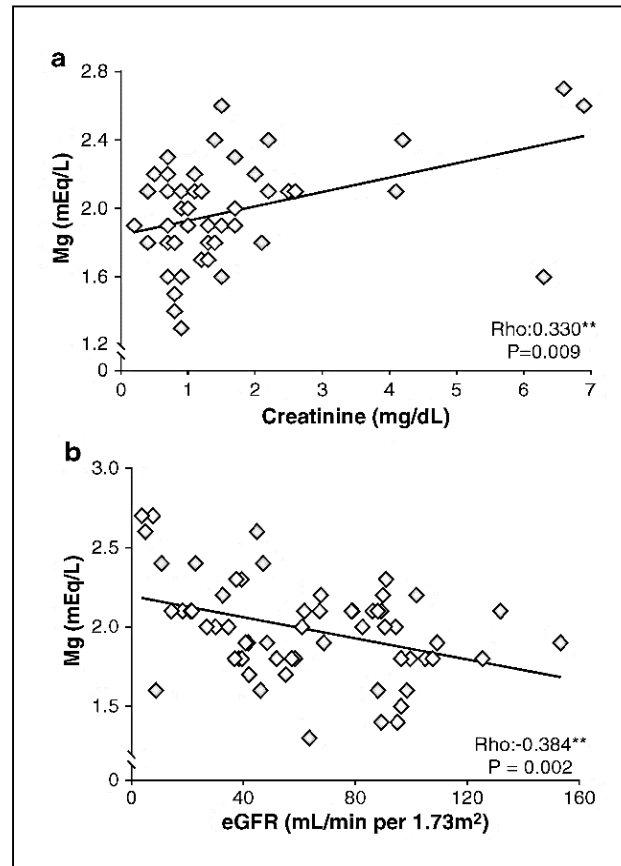 a
2.8
2.4
2.0
1.6
1.2
0
Mg (mEq/L)
0 1 2 3 4 5 6 7
Creatinine (mg/dL)
Rho:0.330**
P=0.009
b
3.0
2.5
2.0
1.5
0
Mg (mEq/L)
0 40 80 120 160
eGFR (mL/min per 1.73m²)
Rho:-0.384**
P = 0.002